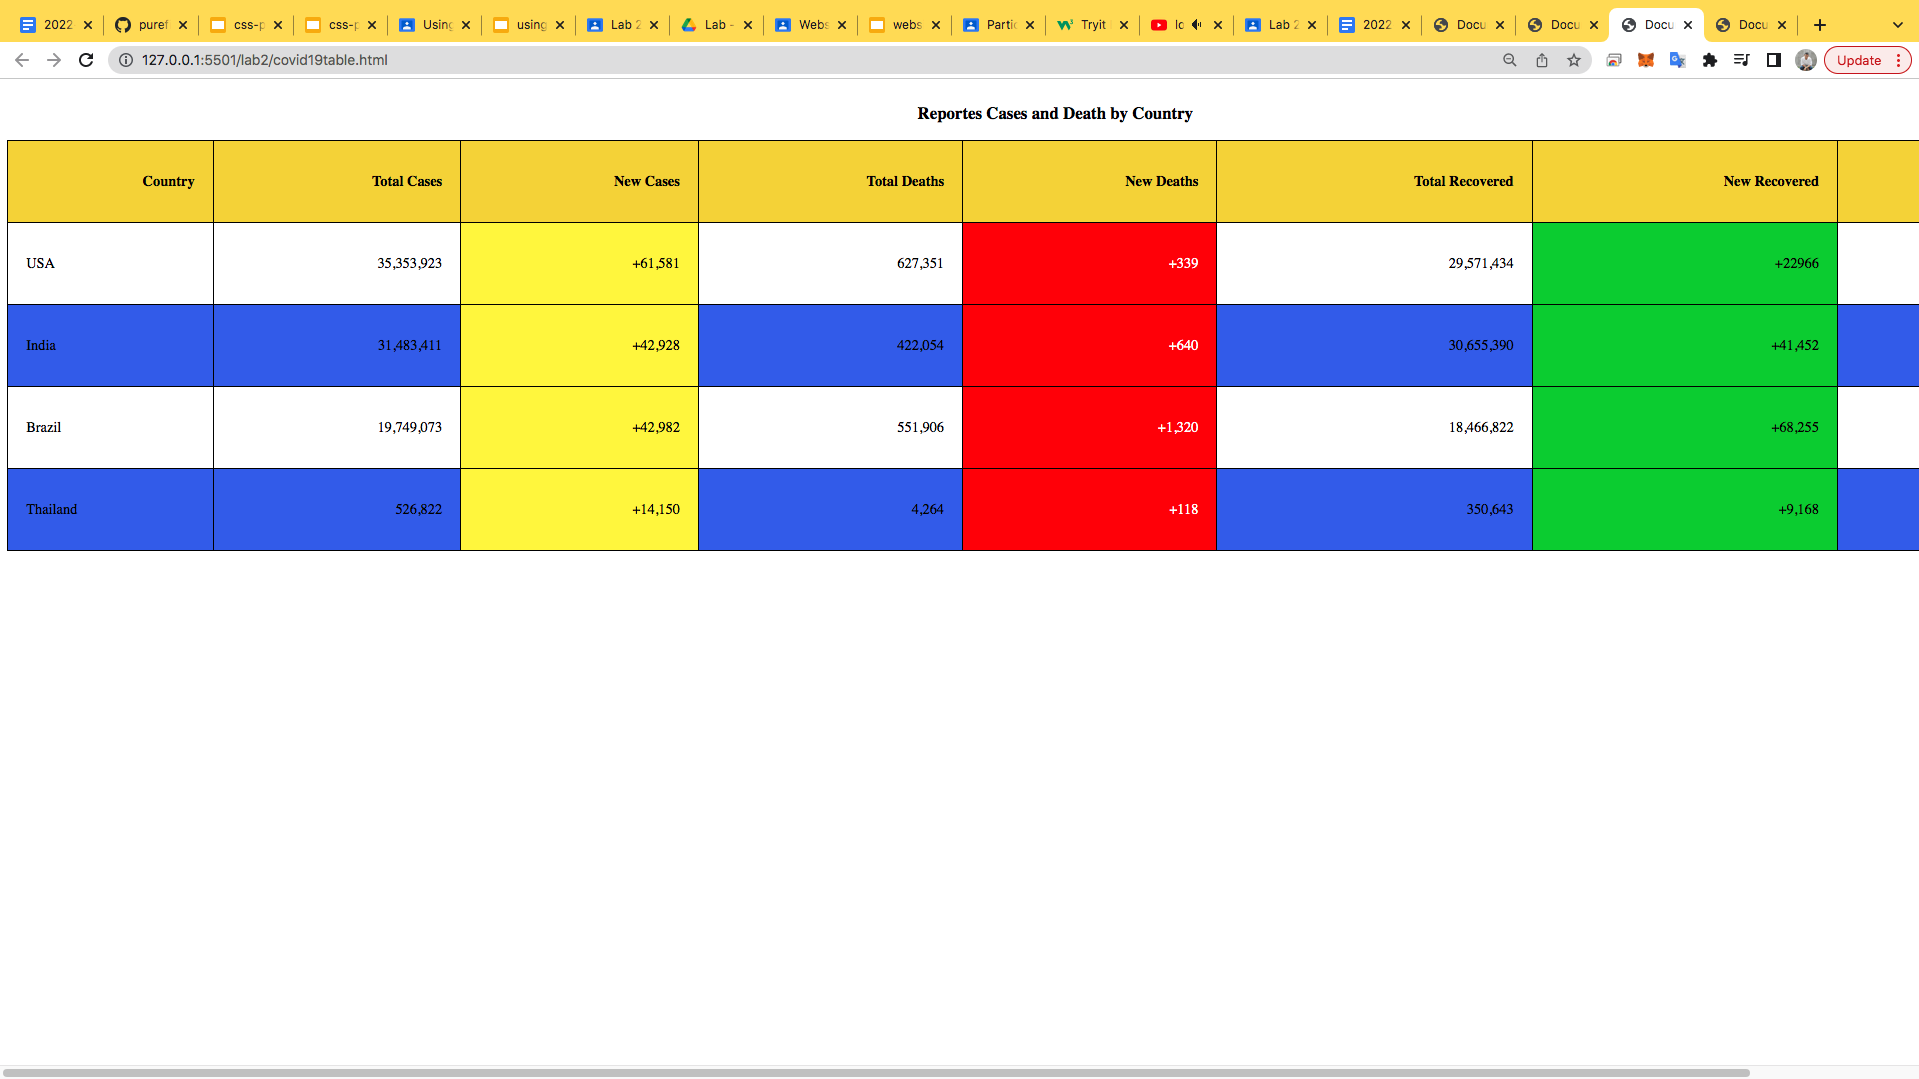 2022 puref css-p css-p Using using Lab 2 Lab - Webs webs Partic Tryit Lab 2 2022 Docu Docu Docu Docu
127.0.0.1:5501/lab2/covid19table.html Update
Reportes Cases and Death by Country
Country Total Cases New Cases Total Deaths New Deaths Total Recovered New Recovered
USA 35,353,923 +61,581 627,351 +339 29,571,434 +22966
India 31,483,411 +42,928 422,054 +640 30,655,390 +41,452
Brazil 19,749,073 +42,982 551,906 +1,320 18,466,822 +68,255
Thailand 526,822 +14,150 4,264 +118 350,643 +9,168